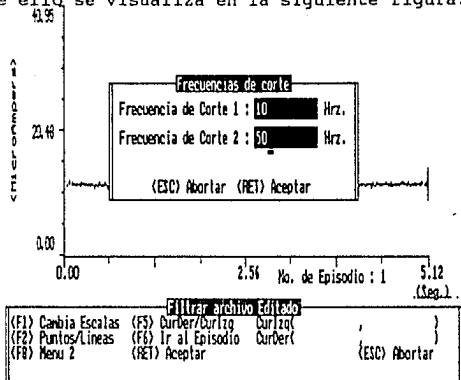 e ello se visualiza en la siguiente figura.
40.95
Frecuencias de corte
Frecuencia de Corte 1 : 10 Hrz.
20.48
Frecuencia de Corte 2 : 50 Hrz.
(ESC) Abortar (RET) Aceptar
0.00
0.00 2.56 No. de Episodio : 1 5.12
(Seg.)
Filtrar archivo Editado
(F1) Cambia Escalas (F5) CurDer/CurIzq CurIzq( , )
(F2) Puntos/Lineas (F6) Ir al Episodio CurDer( )
(F8) Menu 2 (RET) Aceptar (ESC) Abortar